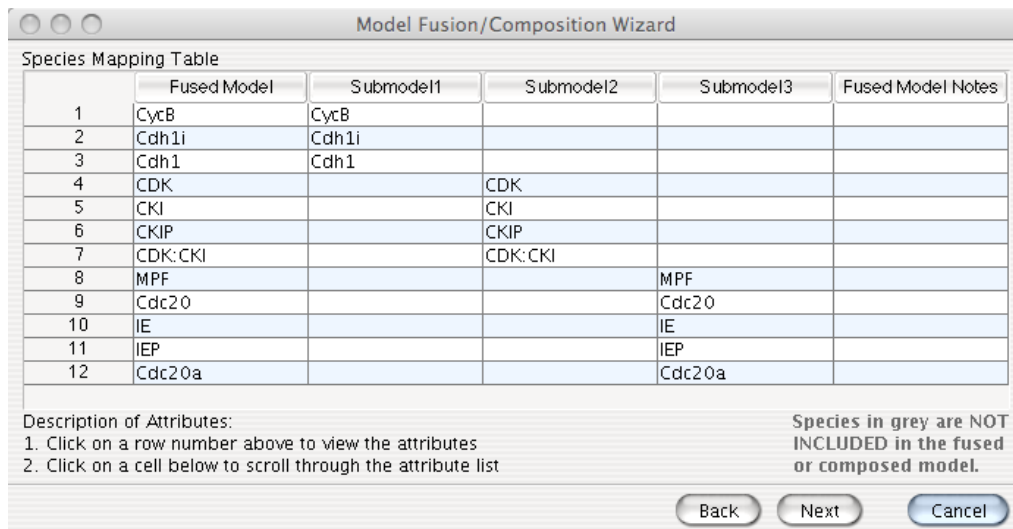 Model Fusion/Composition Wizard
Species Mapping Table
Fused Model Submodel1 Submodel2 Submodel3 Fused Model Notes
1 CycB CycB
2 Cdh1i Cdh1i
3 Cdh1 Cdh1
4 CDK CDK
5 CKI CKI
6 CKIP CKIP
7 CDK:CKI CDK:CKI
8 MPF MPF
9 Cdc20 Cdc20
10 IE IE
11 IEP IEP
12 Cdc20a Cdc20a
Description of Attributes:
1. Click on a row number above to view the attributes
2. Click on a cell below to scroll through the attribute list
Species in grey are NOT
INCLUDED in the fused
or composed model.
Back Next Cancel